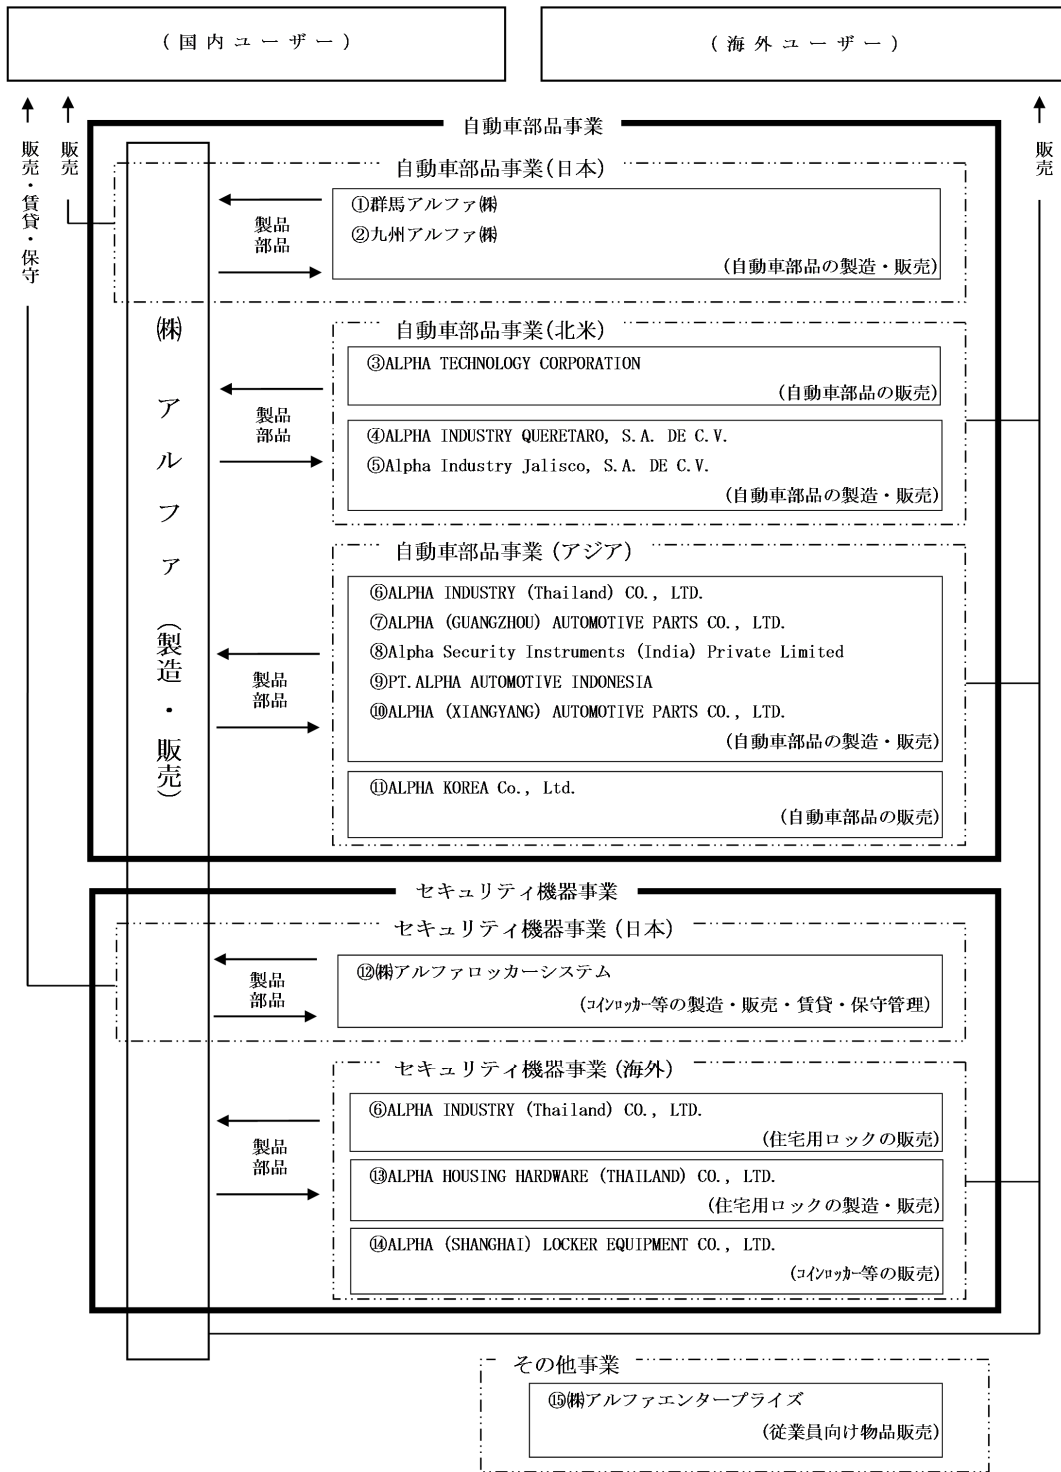 (国内ユーザー)
(海外ユーザー)
販売・賃貸・保守
販売
販売
自動車部品事業
㈱アルファ(製造・販売)
自動車部品事業(日本)
製品
部品
①群馬アルファ㈱
②九州アルファ㈱
(自動車部品の製造・販売)
自動車部品事業(北米)
製品
部品
③ALPHA TECHNOLOGY CORPORATION
(自動車部品の販売)
④ALPHA INDUSTRY QUERETARO, S.A. DE C.V.
⑤Alpha Industry Jalisco, S.A. DE C.V.
(自動車部品の製造・販売)
自動車部品事業(アジア)
製品
部品
⑥ALPHA INDUSTRY (Thailand) CO., LTD.
⑦ALPHA (GUANGZHOU) AUTOMOTIVE PARTS CO., LTD.
⑧Alpha Security Instruments (India) Private Limited
⑨PT.ALPHA AUTOMOTIVE INDONESIA
⑩ALPHA (XIANGYANG) AUTOMOTIVE PARTS CO., LTD.
(自動車部品の製造・販売)
⑪ALPHA KOREA Co., Ltd.
(自動車部品の販売)
セキュリティ機器事業
セキュリティ機器事業(日本)
製品
部品
⑫㈱アルファロッカーシステム
(ｺｲﾝﾛｯｶｰ等の製造・販売・賃貸・保守管理)
セキュリティ機器事業(海外)
製品
部品
⑥ALPHA INDUSTRY (Thailand) CO., LTD.
(住宅用ロックの販売)
⑬ALPHA HOUSING HARDWARE (THAILAND) CO., LTD.
(住宅用ロックの製造・販売)
⑭ALPHA (SHANGHAI) LOCKER EQUIPMENT CO., LTD.
(ｺｲﾝﾛｯｶｰ等の販売)
その他事業
⑮㈱アルファエンタープライズ
(従業員向け物品販売)